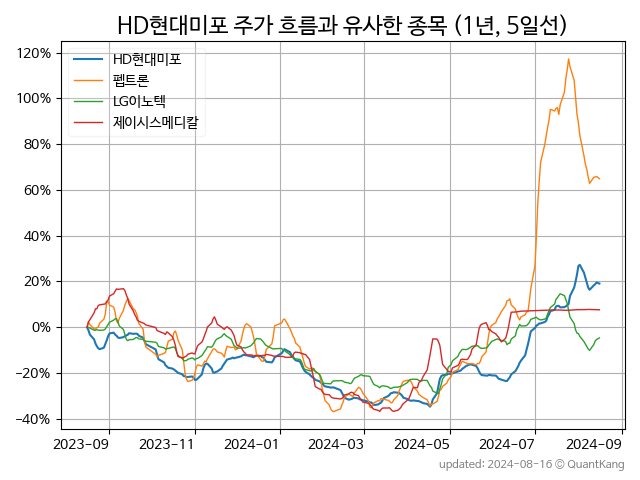 HD현대미포 주가 흐름과 유사한 종목 (1년, 5일선)
HD현대미포
펩트론
LG이노텍
제이시스메디칼
120%
100%
80%
60%
40%
20%
0%
−20%
−40%
2023-09 2023-11 2024-01 2024-03 2024-05 2024-07 2024-09
updated: 2024-08-16 © QuantKang